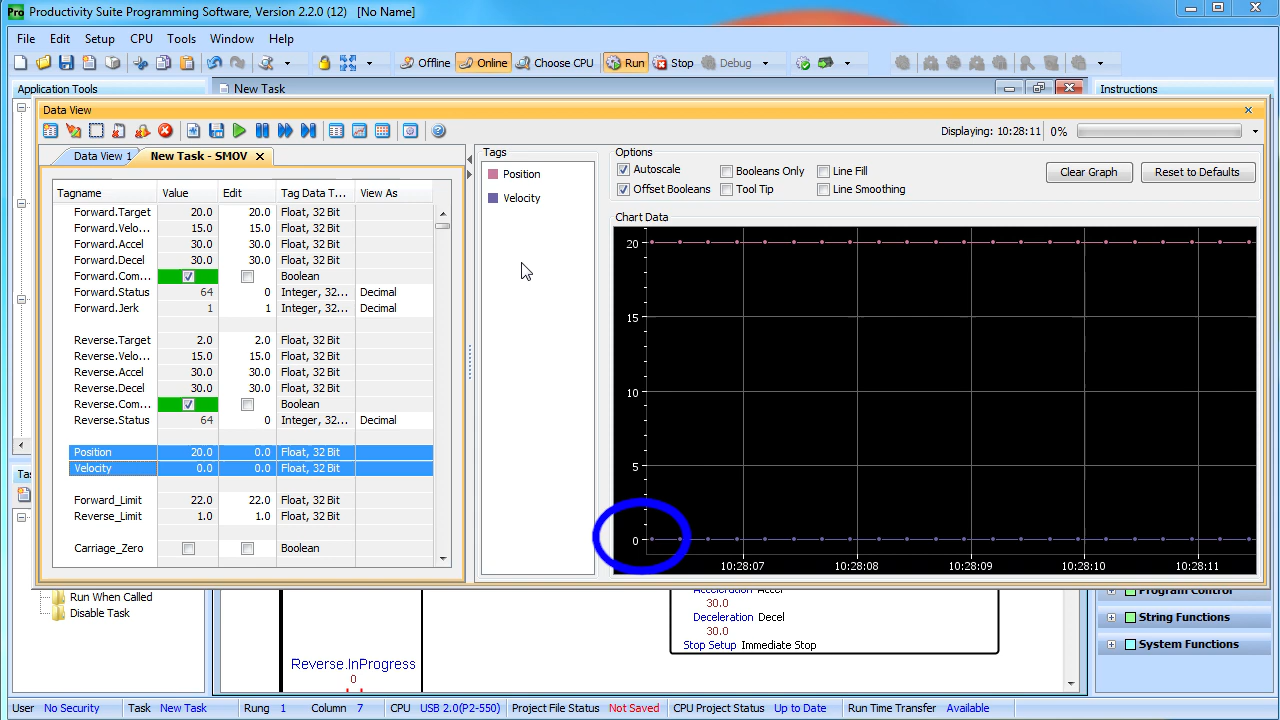 Pro Productivity Suite Programming Software, Version 2.2.0 (12) [No Name]
File Edit Setup CPU Tools Window Help
Offline Online Choose CPU Run Stop Debug
Application Tools New Task Instructions
Data View
Displaying: 10:28:11 0%
Data View 1 New Task - SMOV
Tagname Value Edit Tag Data T... View As
Forward.Target 20.0 20.0 Float, 32 Bit
Forward.Velo... 15.0 15.0 Float, 32 Bit
Forward.Accel 30.0 30.0 Float, 32 Bit
Forward.Decel 30.0 30.0 Float, 32 Bit
Forward.Com... Boolean
Forward.Status 64 0 Integer, 32... Decimal
Forward.Jerk 1 1 Integer, 32... Decimal
Reverse.Target 2.0 2.0 Float, 32 Bit
Reverse.Velo... 15.0 15.0 Float, 32 Bit
Reverse.Accel 30.0 30.0 Float, 32 Bit
Reverse.Decel 30.0 30.0 Float, 32 Bit
Reverse.Com... Boolean
Reverse.Status 64 0 Integer, 32... Decimal
Position 20.0 0.0 Float, 32 Bit
Velocity 0.0 0.0 Float, 32 Bit
Forward_Limit 22.0 22.0 Float, 32 Bit
Reverse_Limit 1.0 1.0 Float, 32 Bit
Carriage_Zero Boolean
Tags
Position
Velocity
Options
Autoscale Booleans Only Line Fill
Offset Booleans Tool Tip Line Smoothing
Clear Graph Reset to Defaults
Chart Data
20
15
10
5
0
10:28:07 10:28:08 10:28:09 10:28:10 10:28:11
Run When Called
Disable Task
Reverse.InProgress
0
Acceleration Accel
30.0
Deceleration Decel
30.0
Stop Setup Immediate Stop
Program Control
String Functions
System Functions
User No Security Task New Task Rung 1 Column 7 CPU USB 2.0(P2-550) Project File Status Not Saved CPU Project Status Up to Date Run Time Transfer Available